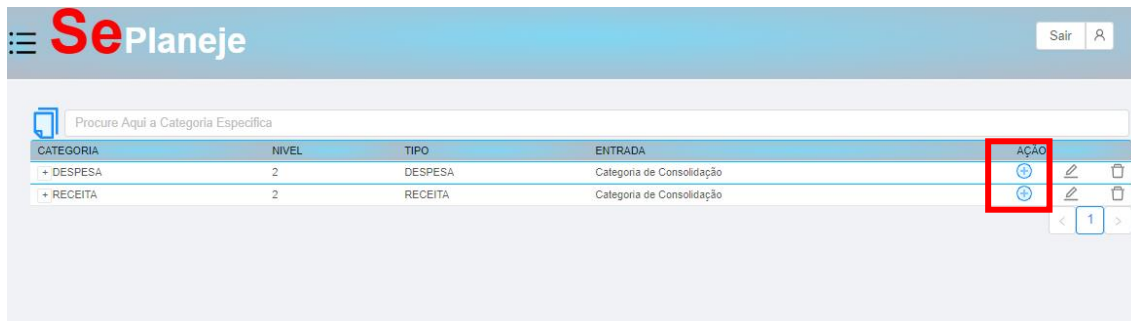 SePlaneje
Sair
Procure Aqui a Categoria Especifica
CATEGORIA NIVEL TIPO ENTRADA AÇÃO
+ DESPESA 2 DESPESA Categoria de Consolidação
+ RECEITA 2 RECEITA Categoria de Consolidação
< 1 >